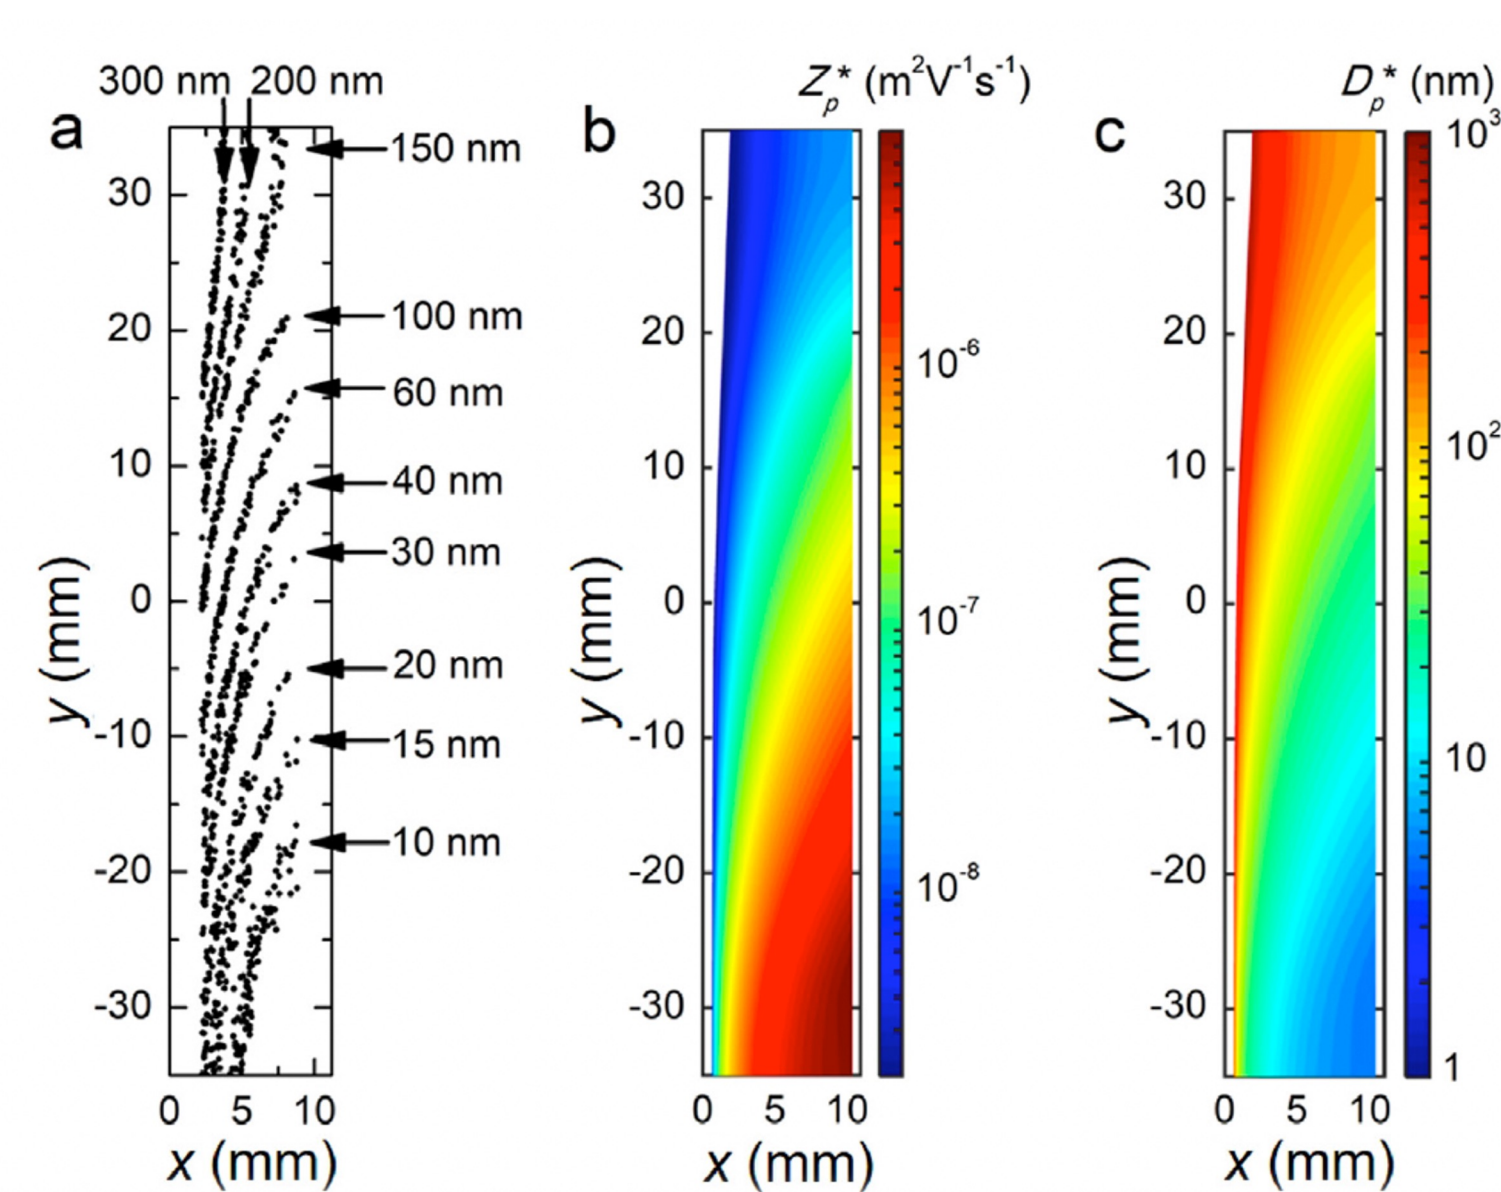 a
300 nm
200 nm
150 nm
100 nm
60 nm
40 nm
30 nm
20 nm
15 nm
10 nm
30
20
10
0
-10
-20
-30
y (mm)
0 5 10
x (mm)
b
Zp* (m²V⁻¹s⁻¹)
30
20
10
0
-10
-20
-30
y (mm)
0 5 10
x (mm)
10⁻⁶
10⁻⁷
10⁻⁸
c
Dp* (nm)
30
20
10
0
-10
-20
-30
y (mm)
0 5 10
x (mm)
10³
10²
10
1